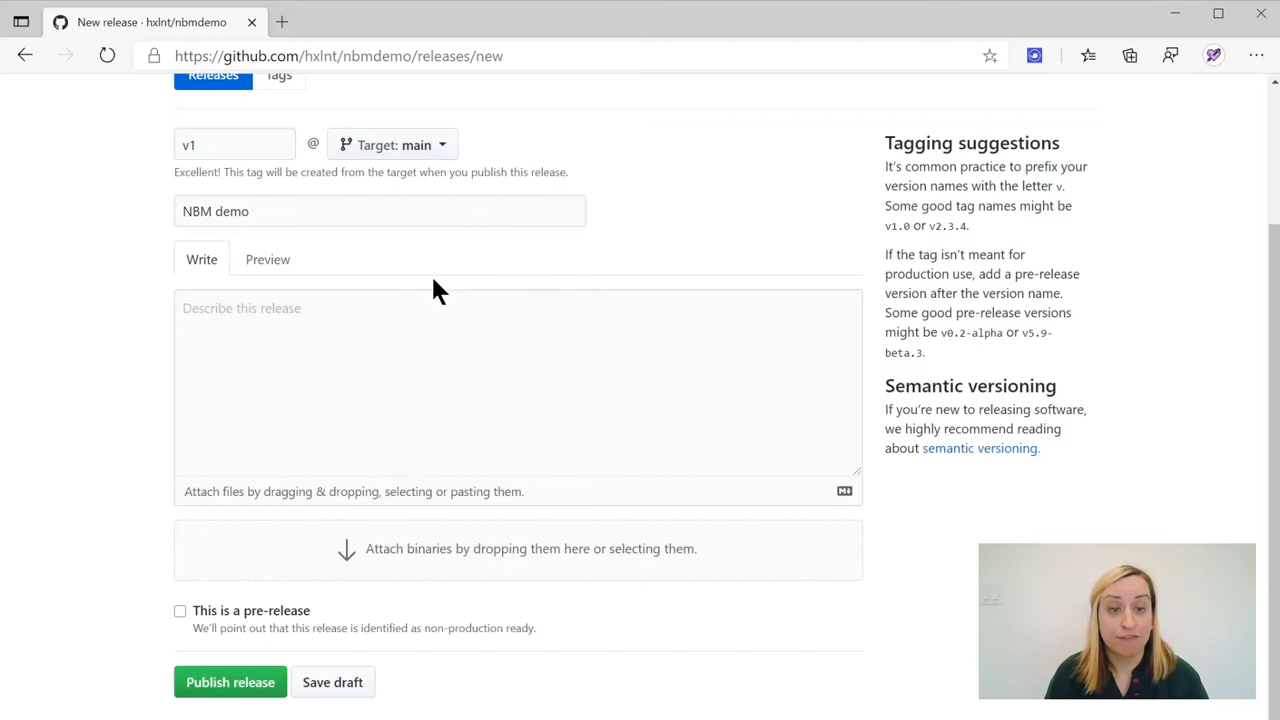 New release · hxlnt/nbmdemo
https://github.com/hxlnt/nbmdemo/releases/new
Releases
Tags
v1
@
Target: main
Excellent! This tag will be created from the target when you publish this release.
NBM demo
Write
Preview
Describe this release
Attach files by dragging & dropping, selecting or pasting them.
Attach binaries by dropping them here or selecting them.
This is a pre-release
We'll point out that this release is identified as non-production ready.
Publish release
Save draft
Tagging suggestions
It's common practice to prefix your
version names with the letter v.
Some good tag names might be
v1.0 or v2.3.4.
If the tag isn't meant for
production use, add a pre-release
version after the version name.
Some good pre-release versions
might be v0.2-alpha or v5.9-
beta.3.
Semantic versioning
If you're new to releasing software,
we highly recommend reading
about semantic versioning.